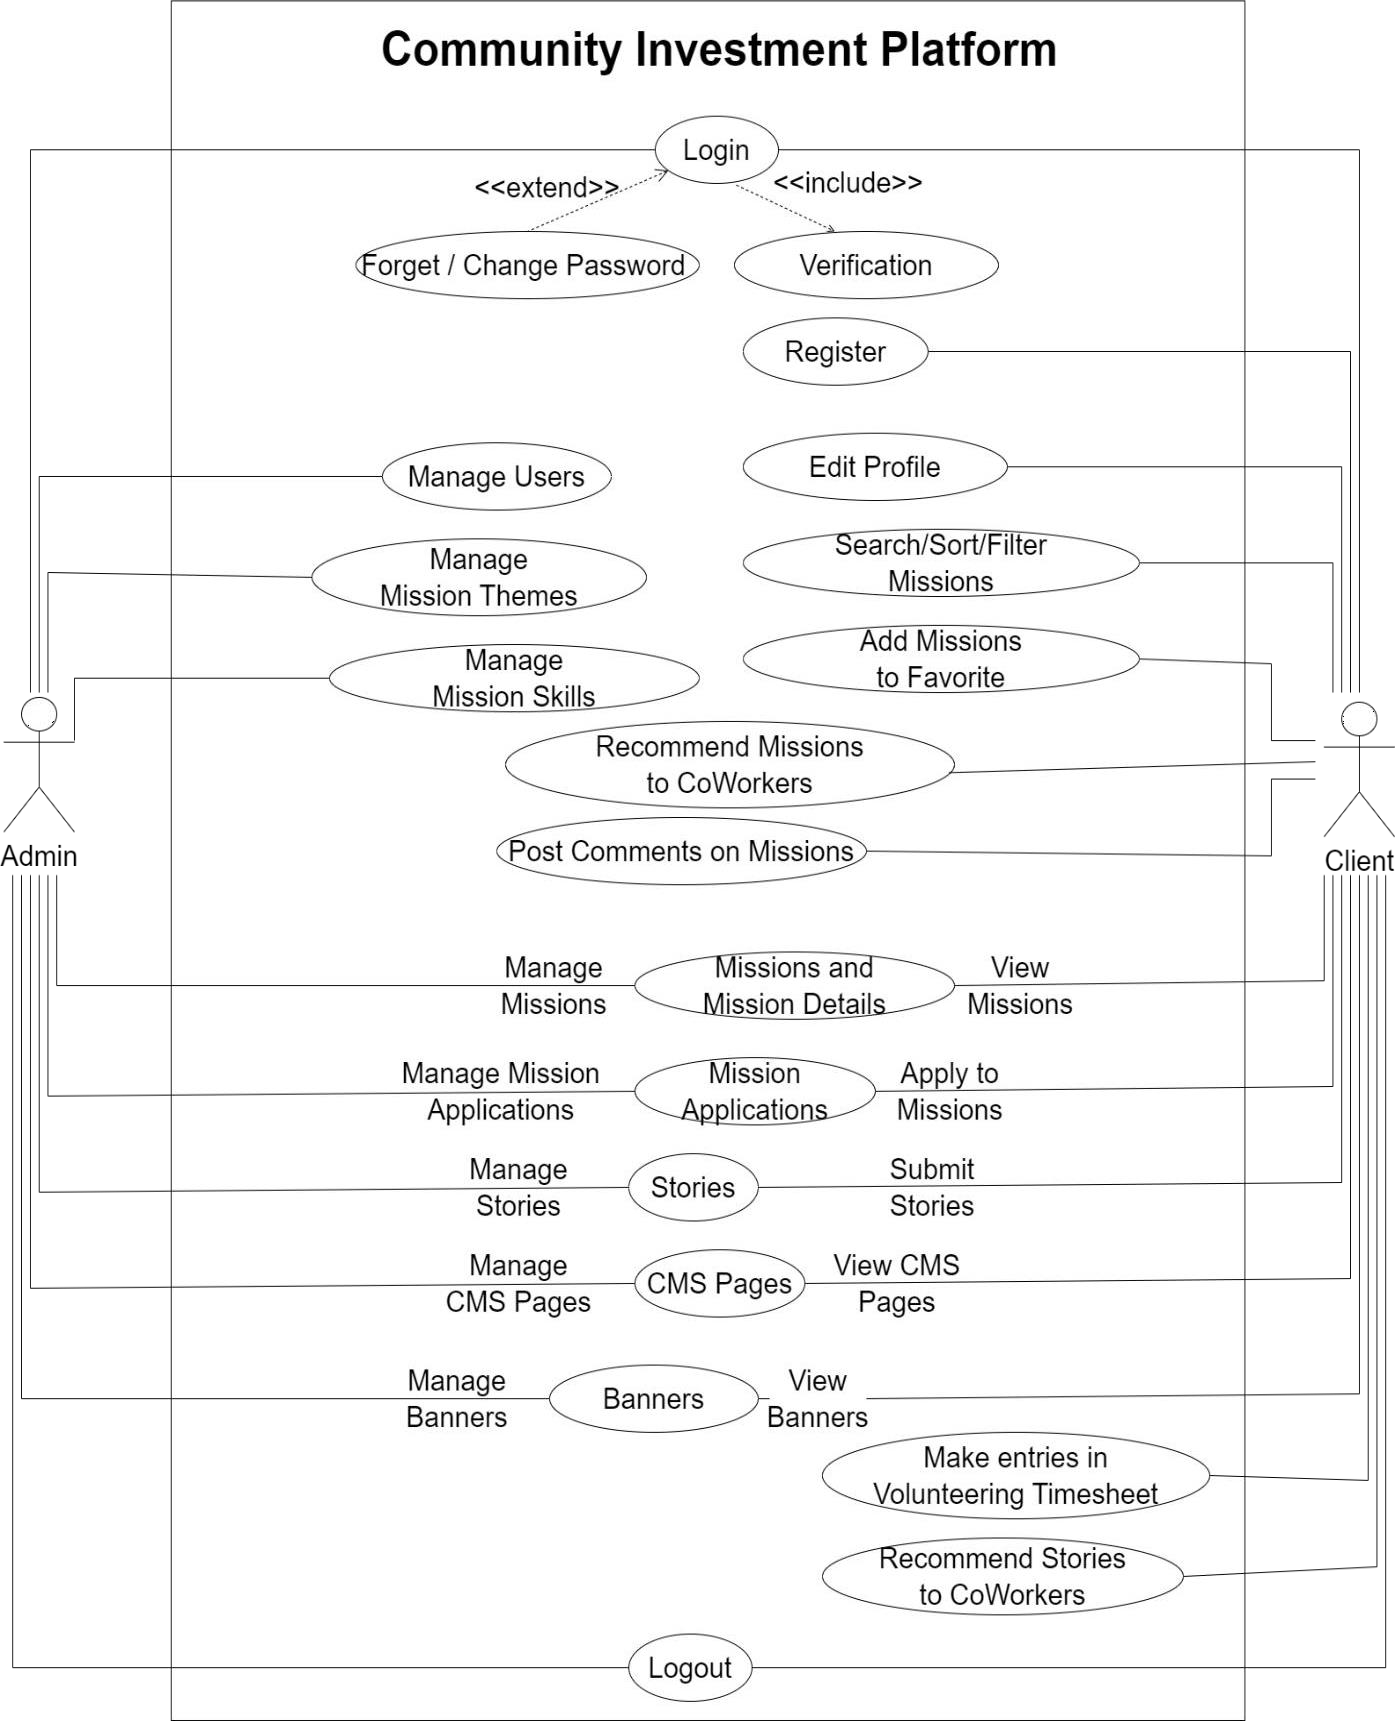 Community Investment Platform
Login
<<extend>>
<<include>>
Forget / Change Password
Verification
Register
Manage Users
Edit Profile
Manage
Mission Themes
Search/Sort/Filter
Missions
Manage
Mission Skills
Add Missions
to Favorite
Recommend Missions
to CoWorkers
Post Comments on Missions
Admin
Client
Manage
Missions
Missions and
Mission Details
View
Missions
Manage Mission
Applications
Mission
Applications
Apply to
Missions
Manage
Stories
Stories
Submit
Stories
Manage
CMS Pages
CMS Pages
View CMS
Pages
Manage
Banners
Banners
View
Banners
Make entries in
Volunteering Timesheet
Recommend Stories
to CoWorkers
Logout